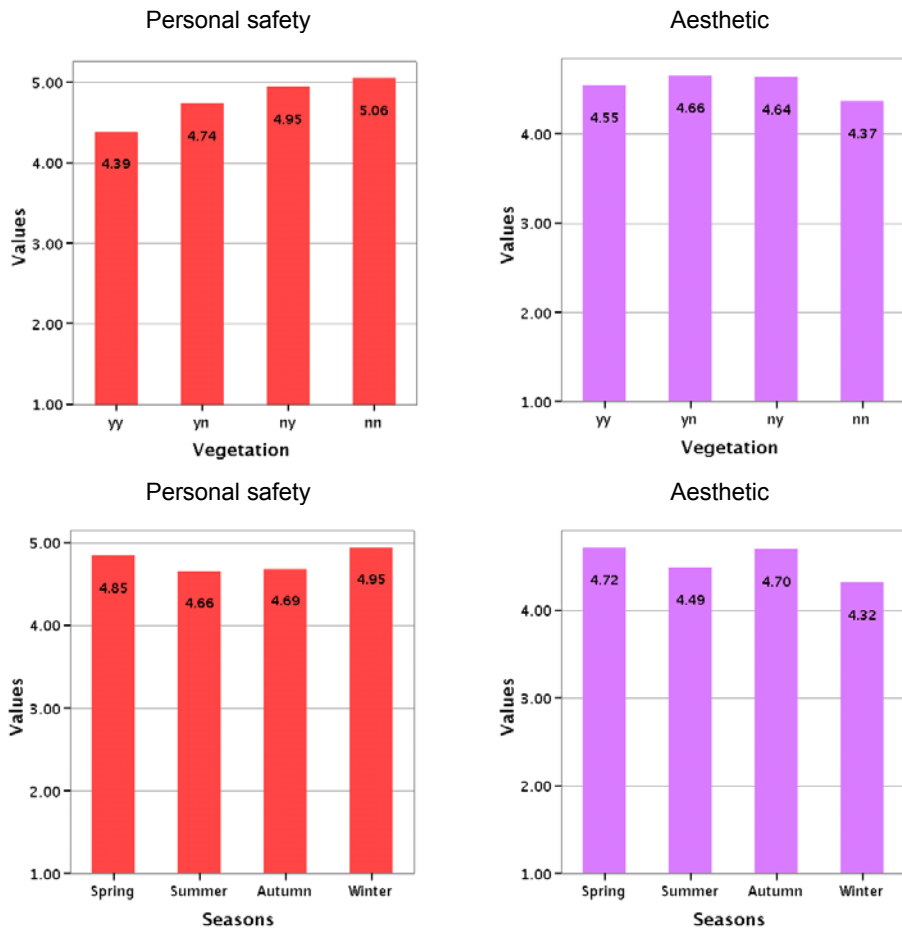 Personal safety
5.00
4.00
3.00
2.00
1.00
Values
4.39
4.74
4.95
5.06
yy
yn
ny
nn
Vegetation
Aesthetic
4.00
3.00
2.00
1.00
Values
4.55
4.66
4.64
4.37
yy
yn
ny
nn
Vegetation
Personal safety
5.00
4.00
3.00
2.00
1.00
Values
4.85
4.66
4.69
4.95
Spring
Summer
Autumn
Winter
Seasons
Aesthetic
4.00
3.00
2.00
1.00
Values
4.72
4.49
4.70
4.32
Spring
Summer
Autumn
Winter
Seasons